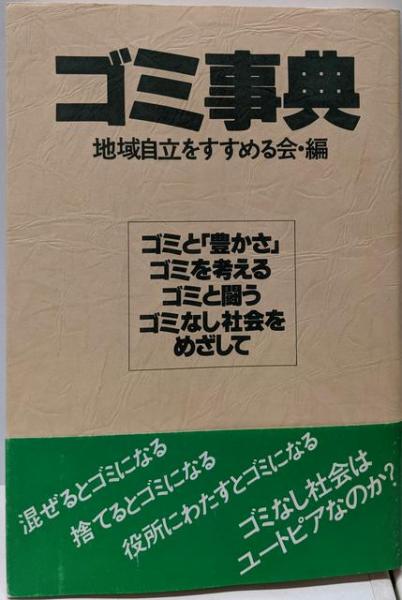 ゴミ事典
地域自立をすすめる会・編
ゴミと「豊かさ」
ゴミを考える
ゴミと闘う
ゴミなし社会を
めざして
混ぜるとゴミになる
捨てるとゴミになる
役所にわたすとゴミになる
ゴミなし社会は
ユートピアなのか?